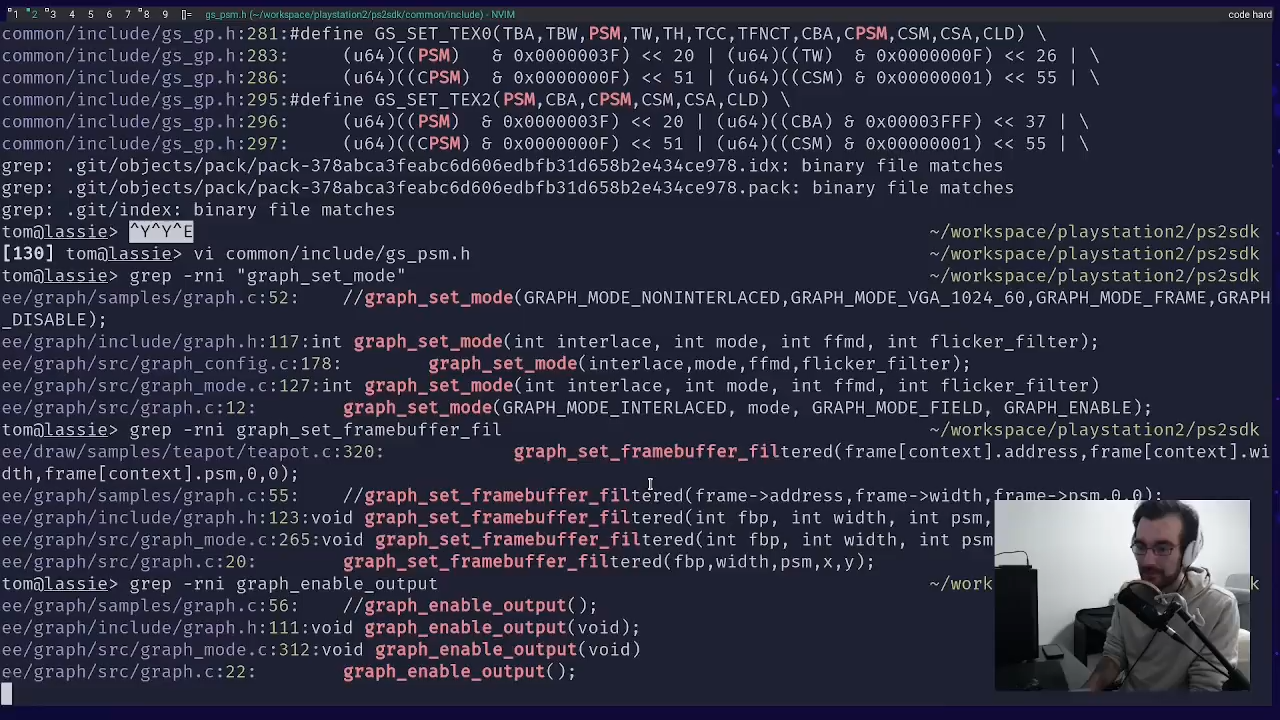 1 2 3 4 5 6 7 8 9 []= gs_psm.h (~/workspace/playstation2/ps2sdk/common/include) - NVIM code hard
common/include/gs_gp.h:281:#define GS_SET_TEX0(TBA,TBW,PSM,TW,TH,TCC,TFNCT,CBA,CPSM,CSM,CSA,CLD) \
common/include/gs_gp.h:283: (u64)((PSM) & 0x0000003F) << 20 | (u64)((TW) & 0x0000000F) << 26 | \
common/include/gs_gp.h:286: (u64)((CPSM) & 0x0000000F) << 51 | (u64)((CSM) & 0x00000001) << 55 | \
common/include/gs_gp.h:295:#define GS_SET_TEX2(PSM,CBA,CPSM,CSM,CSA,CLD) \
common/include/gs_gp.h:296: (u64)((PSM) & 0x0000003F) << 20 | (u64)((CBA) & 0x00003FFF) << 37 | \
common/include/gs_gp.h:297: (u64)((CPSM) & 0x0000000F) << 51 | (u64)((CSM) & 0x00000001) << 55 | \
grep: .git/objects/pack/pack-378abca3feabc6d606edbfb31d658b2e434ce978.idx: binary file matches
grep: .git/objects/pack/pack-378abca3feabc6d606edbfb31d658b2e434ce978.pack: binary file matches
grep: .git/index: binary file matches
tom@lassie> ^Y^Y^E ~/workspace/playstation2/ps2sdk
[130] tom@lassie> vi common/include/gs_psm.h ~/workspace/playstation2/ps2sdk
tom@lassie> grep -rni "graph_set_mode" ~/workspace/playstation2/ps2sdk
ee/graph/samples/graph.c:52: //graph_set_mode(GRAPH_MODE_NONINTERLACED,GRAPH_MODE_VGA_1024_60,GRAPH_MODE_FRAME,GRAPH
_DISABLE);
ee/graph/include/graph.h:117:int graph_set_mode(int interlace, int mode, int ffmd, int flicker_filter);
ee/graph/src/graph_config.c:178: graph_set_mode(interlace,mode,ffmd,flicker_filter);
ee/graph/src/graph_mode.c:127:int graph_set_mode(int interlace, int mode, int ffmd, int flicker_filter)
ee/graph/src/graph.c:12: graph_set_mode(GRAPH_MODE_INTERLACED, mode, GRAPH_MODE_FIELD, GRAPH_ENABLE);
tom@lassie> grep -rni graph_set_framebuffer_fil ~/workspace/playstation2/ps2sdk
ee/draw/samples/teapot/teapot.c:320: graph_set_framebuffer_filtered(frame[context].address,frame[context].wi
dth,frame[context].psm,0,0);
ee/graph/samples/graph.c:55: //graph_set_framebuffer_filtered(frame->address,frame->width,frame->psm,0,0);
ee/graph/include/graph.h:123:void graph_set_framebuffer_filtered(int fbp, int width, int psm,
ee/graph/src/graph_mode.c:265:void graph_set_framebuffer_filtered(int fbp, int width, int psm
ee/graph/src/graph.c:20: graph_set_framebuffer_filtered(fbp,width,psm,x,y);
tom@lassie> grep -rni graph_enable_output ~/work
ee/graph/samples/graph.c:56: //graph_enable_output();
ee/graph/include/graph.h:111:void graph_enable_output(void);
ee/graph/src/graph_mode.c:312:void graph_enable_output(void)
ee/graph/src/graph.c:22: graph_enable_output();